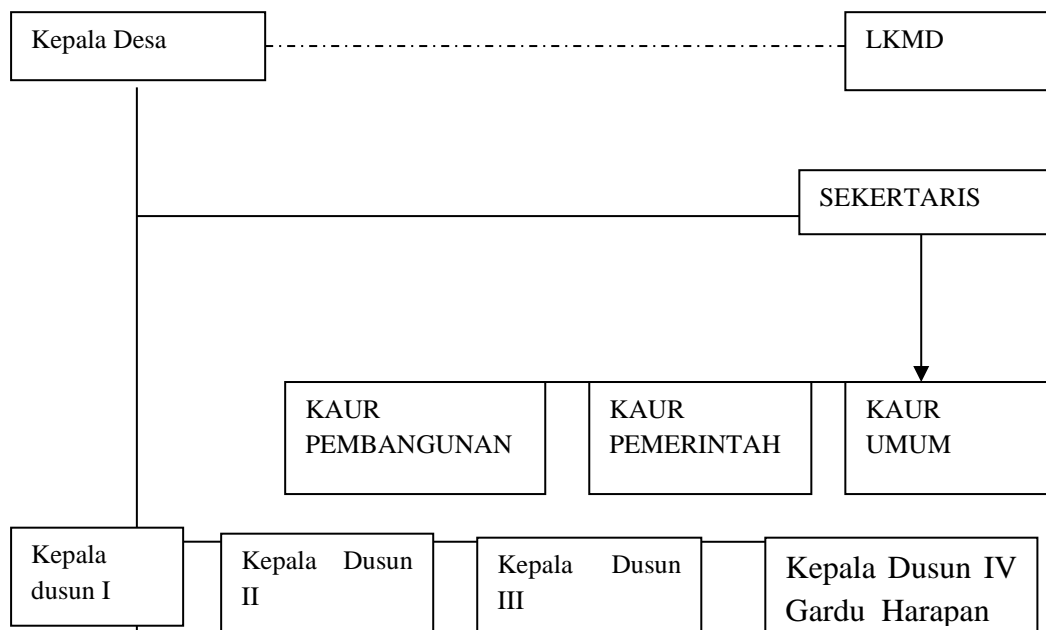 Kepala Desa
LKMD
SEKERTARIS
KAUR
PEMBANGUNAN
KAUR
PEMERINTAH
KAUR
UMUM
Kepala
dusun I
Kepala Dusun
II
Kepala Dusun
III
Kepala Dusun IV
Gardu Harapan